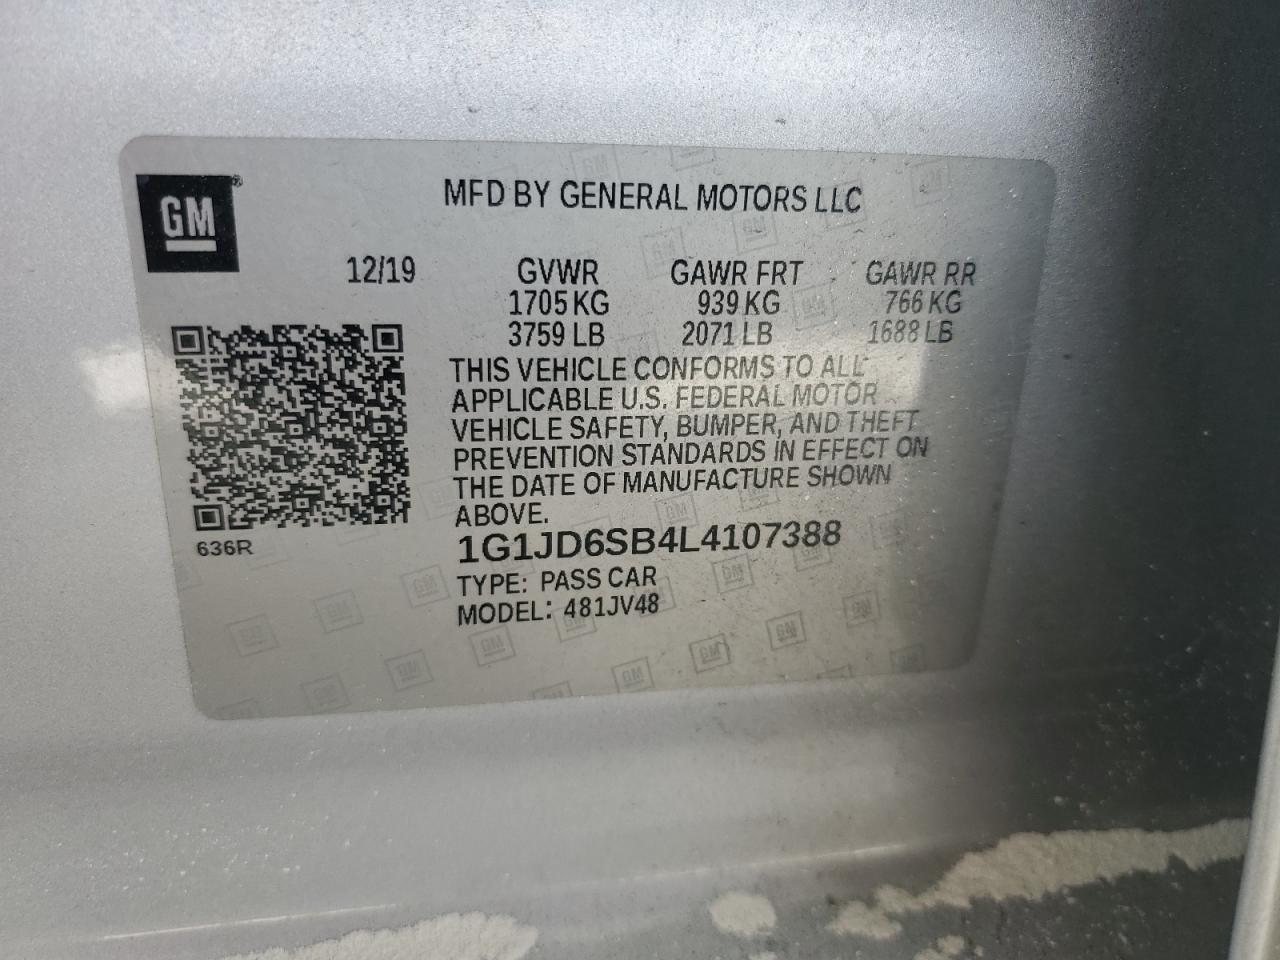 GM
MFD BY GENERAL MOTORS LLC
12/19 GVWR GAWR FRT GAWR RR
1705 KG 939 KG 766 KG
3759 LB 2071 LB 1688 LB
THIS VEHICLE CONFORMS TO ALL
APPLICABLE U.S. FEDERAL MOTOR
VEHICLE SAFETY, BUMPER, AND THEFT
PREVENTION STANDARDS IN EFFECT ON
THE DATE OF MANUFACTURE SHOWN
ABOVE.
636R
1G1JD6SB4L4107388
TYPE: PASS CAR
MODEL: 481JV48